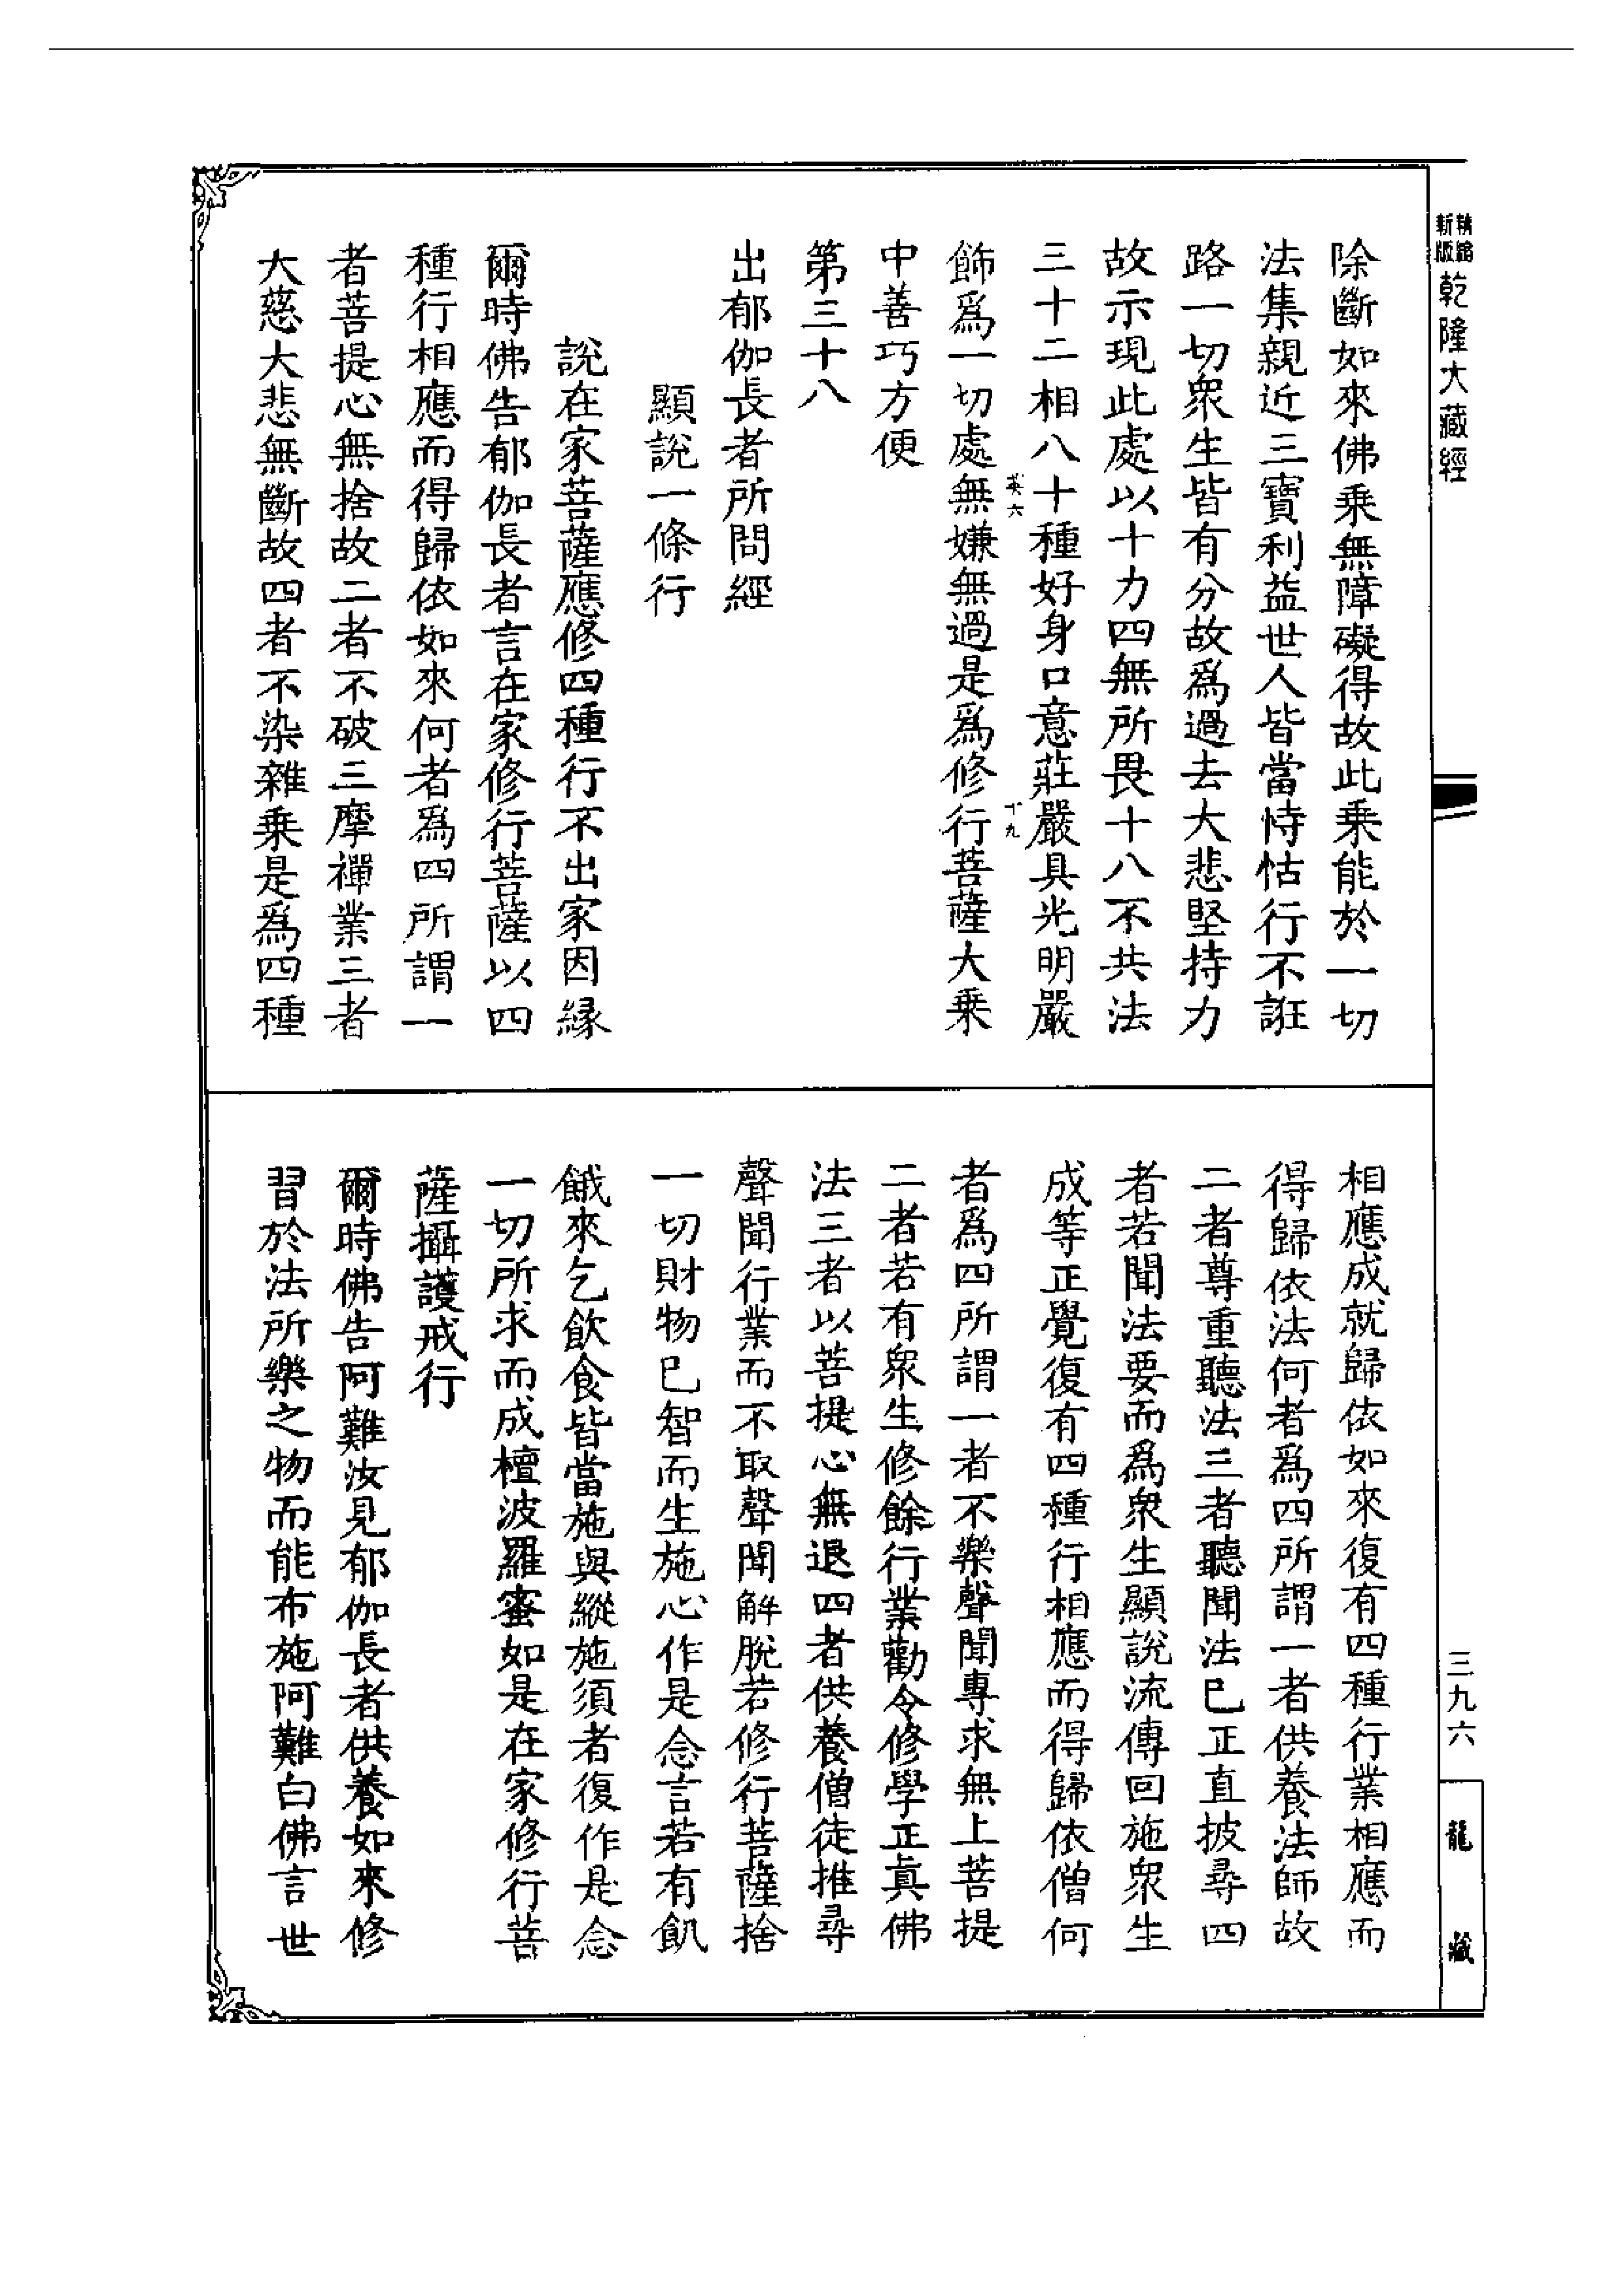 精縮新版乾隆大藏經
除斷如來佛乘無障礙得故此乘能於一切
法集親近三寶利益世人皆當恃怙行不誑
路一切衆生皆有分故爲過去大悲堅持力
故示現此處以十力四無所畏十八不共法
三十二相八十種好身口意莊嚴具光明嚴
英六 十九
飾爲一切處無嫌無過是爲修行菩薩大乘
中善巧方便
第三十八
出郁伽長者所問經
顯說一條行
說在家菩薩應修四種行不出家因緣
爾時佛告郁伽長者言在家修行菩薩以四
種行相應而得歸依如來何者爲四所謂一
者菩提心無捨故二者不破三摩禪業三者
大慈大悲無斷故四者不染雜乘是爲四種
三九六
龍藏
相應成就歸依如來復有四種行業相應而
得歸依法何者爲四所謂一者供養法師故
二者尊重聽法三者聽聞法已正直披尋四
者若聞法要而爲衆生顯說流傳回施衆生
成等正覺復有四種行相應而得歸依僧何
者爲四所謂一者不樂聲聞專求無上菩提
二者若有衆生修餘行業勸令修學正真佛
法三者以菩提心無退四者供養僧徒推尋
聲聞行業而不取聲聞解脫若修行菩薩捨
一切財物已智而生施心作是念言若有飢
餓來乞飲食皆當施與縱施須者復作是念
一切所求而成檀波羅蜜如是在家修行菩
薩攝護戒行
爾時佛告阿難汝見郁伽長者供養如來修
習於法所樂之物而能布施阿難白佛言世